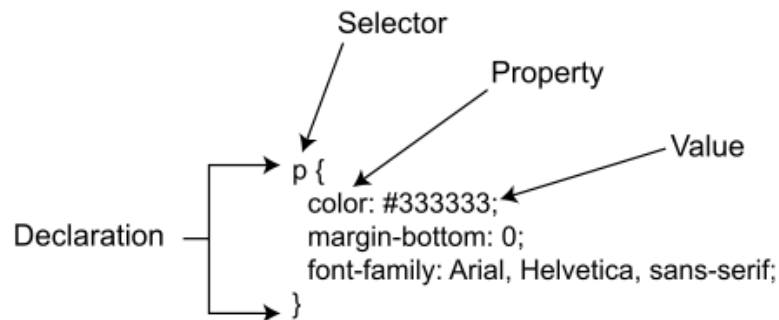 Selector
Property
Value
Declaration
p {
color: #333333;
margin-bottom: 0;
font-family: Arial, Helvetica, sans-serif;
}